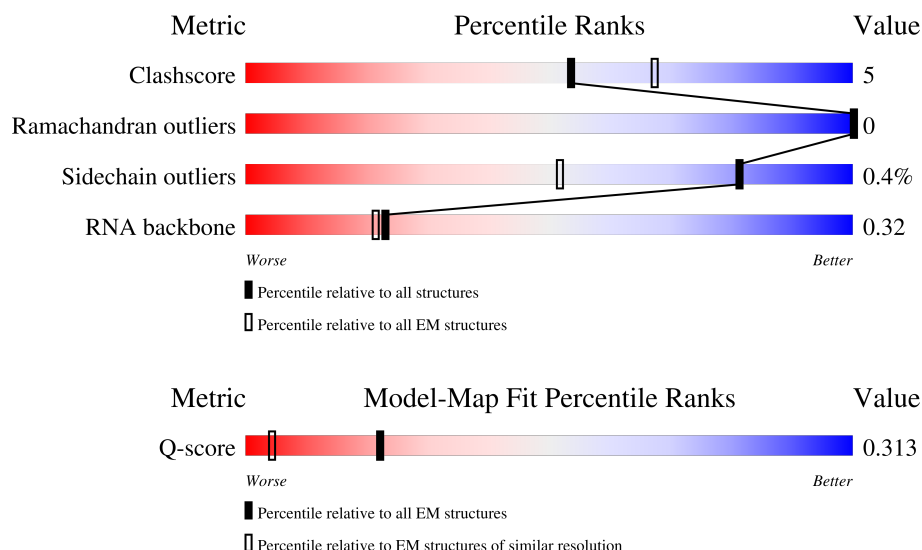 Metric Percentile Ranks Value
Clashscore 5
Ramachandran outliers 0
Sidechain outliers 0.4%
RNA backbone 0.32
Worse Better
Percentile relative to all structures
Percentile relative to all EM structures
Metric Model-Map Fit Percentile Ranks Value
Q-score 0.313
Worse Better
Percentile relative to all EM structures
Percentile relative to EM structures of similar resolution